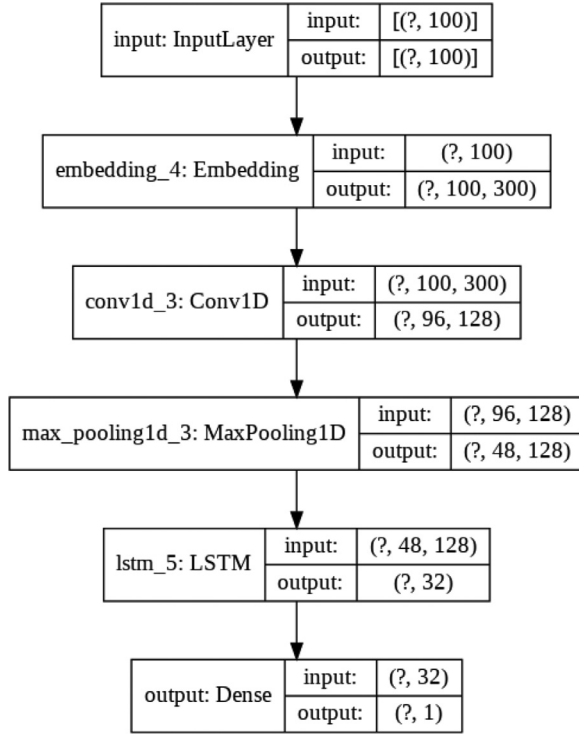 input: InputLayer
input: [(?, 100)]
output: [(?, 100)]
embedding_4: Embedding
input: (?, 100)
output: (?, 100, 300)
conv1d_3: Conv1D
input: (?, 100, 300)
output: (?, 96, 128)
max_pooling1d_3: MaxPooling1D
input: (?, 96, 128)
output: (?, 48, 128)
lstm_5: LSTM
input: (?, 48, 128)
output: (?, 32)
output: Dense
input: (?, 32)
output: (?, 1)